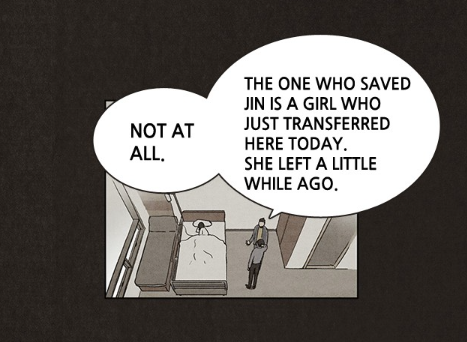 NOT AT
ALL.
THE ONE WHO SAVED
JIN IS A GIRL WHO
JUST TRANSFERRED
HERE TODAY.
SHE LEFT A LITTLE
WHILE AGO.